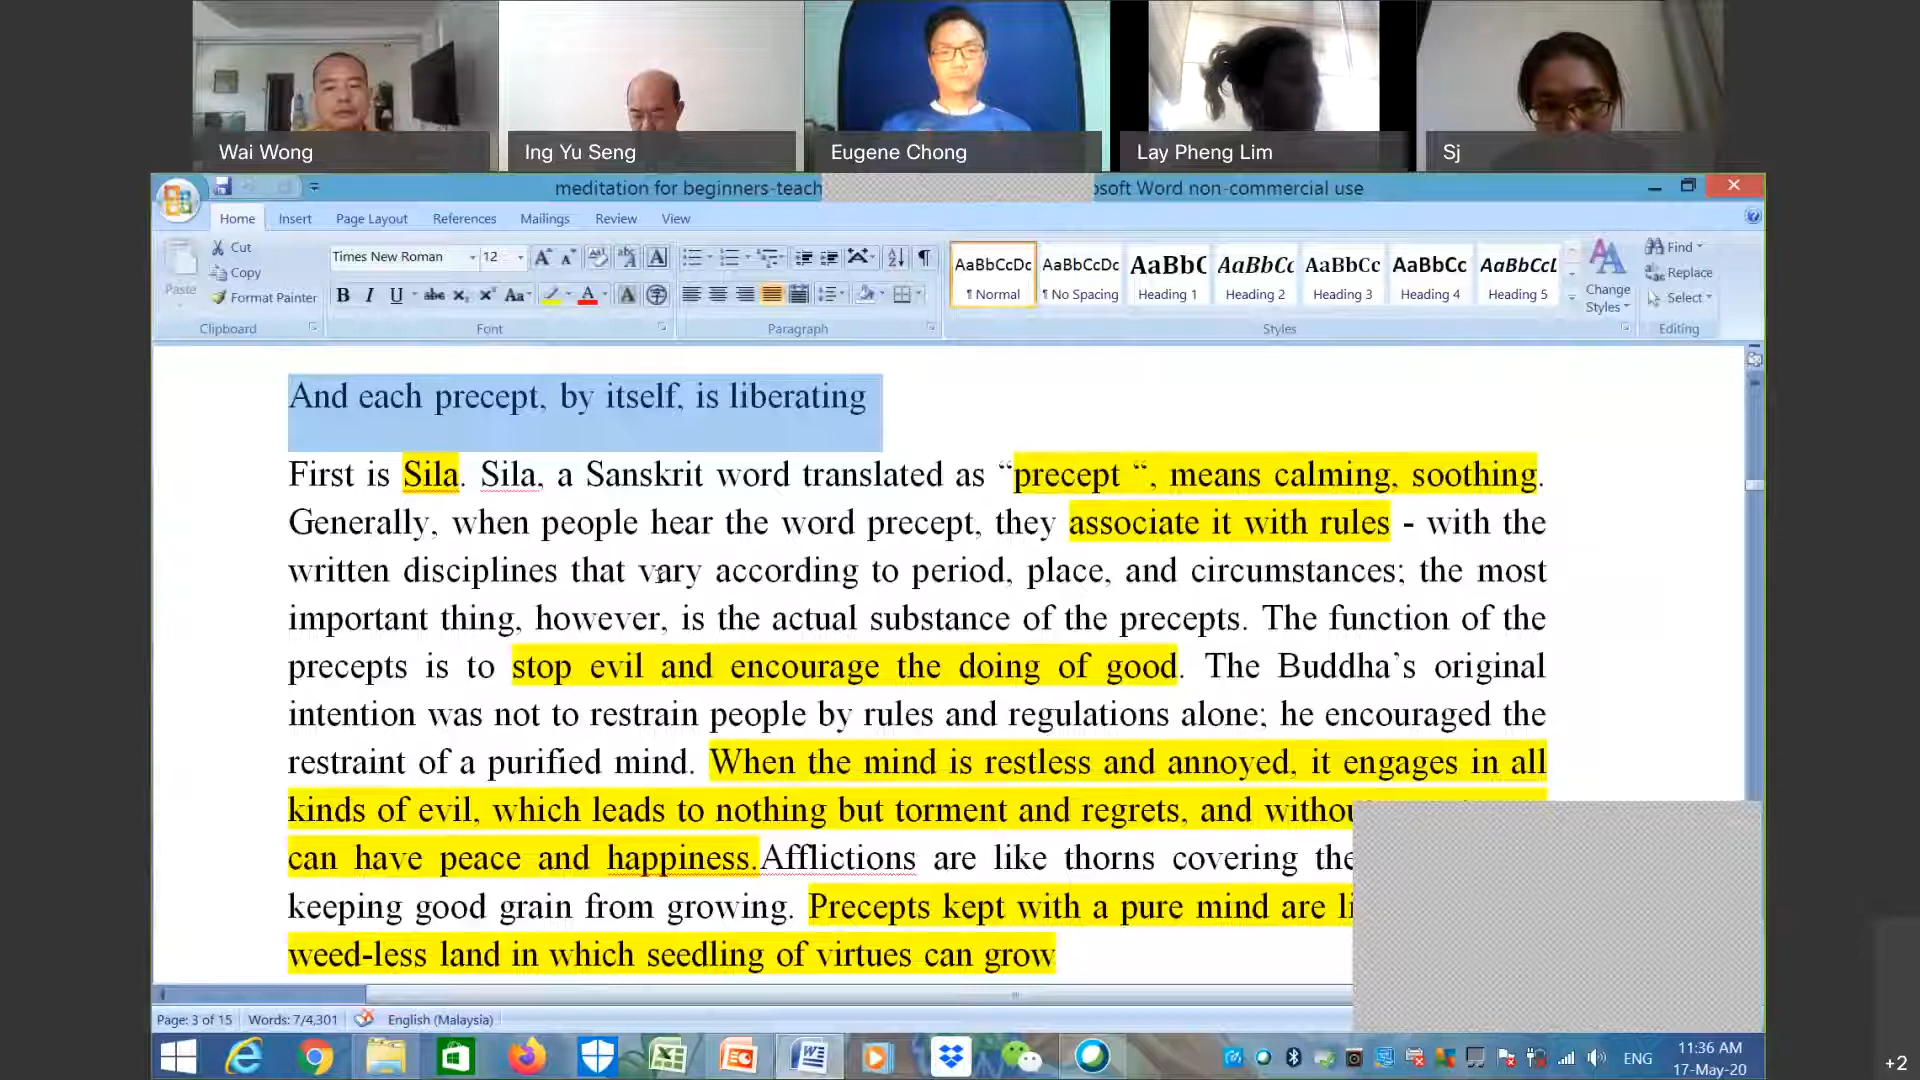 Wai Wong
Ing Yu Seng
Eugene Chong
Lay Pheng Lim
Sj
meditation for beginners-teach
osoft Word non-commercial use
Home Insert Page Layout References Mailings Review View
Paste
Cut
Copy
Format Painter
Clipboard
Times New Roman 12
Font
Paragraph
AaBbCcDc AaBbCcDc AaBbC AaBbCc AaBbCc AaBbCc AaBbCcL
¶ Normal ¶ No Spacing Heading 1 Heading 2 Heading 3 Heading 4 Heading 5
Change Styles
Styles
Find
Replace
Select
Editing
And each precept, by itself, is liberating
First is Sila. Sila, a Sanskrit word translated as “precept “, means calming, soothing.
Generally, when people hear the word precept, they associate it with rules - with the
written disciplines that vary according to period, place, and circumstances; the most
important thing, however, is the actual substance of the precepts. The function of the
precepts is to stop evil and encourage the doing of good. The Buddha’s original
intention was not to restrain people by rules and regulations alone; he encouraged the
restraint of a purified mind. When the mind is restless and annoyed, it engages in all
kinds of evil, which leads to nothing but torment and regrets, and
can have peace and happiness.Afflictions are like thorns covering the
keeping good grain from growing. Precepts kept with a pure mind are
weed-less land in which seedling of virtues can grow
Page: 3 of 15 Words: 7/4,301 English (Malaysia)
ENG
11:36 AM
17-May-20
+2